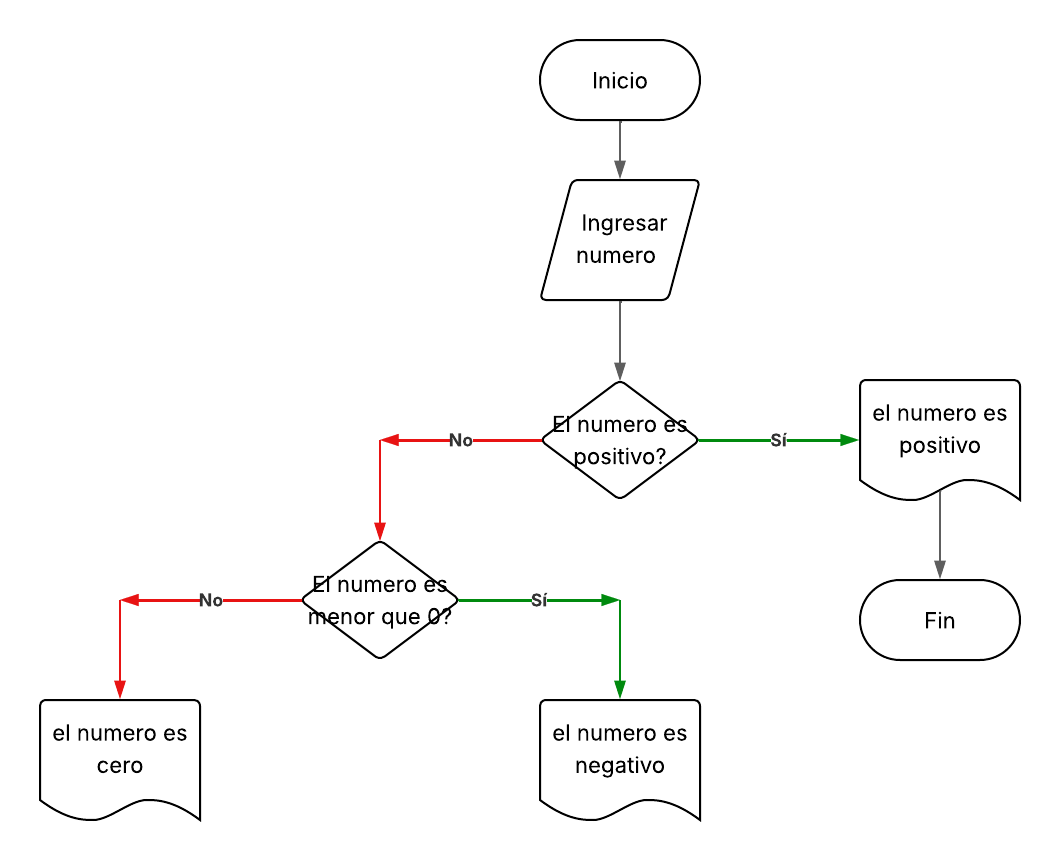 Inicio
Ingresar
numero
El numero es
positivo?
No
Sí
el numero es
positivo
El numero es
menor que 0?
No
Sí
Fin
el numero es
cero
el numero es
negativo